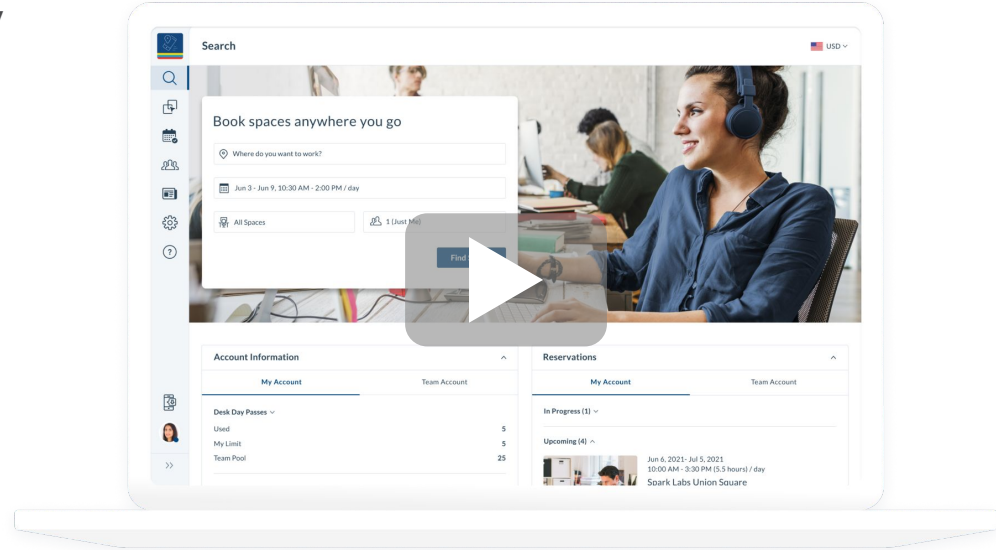 Search
USD
Book spaces anywhere you go
Where do you want to work?
Jun 3 - Jun 9, 10:30 AM - 2:00 PM / day
All Spaces
1 (Just Me)
Find
Account Information
My Account
Team Account
Desk Day Passes
Used 5
My Limit 5
Team Pool 25
Reservations
My Account
Team Account
In Progress (1)
Upcoming (4)
Jun 6, 2021- Jul 5, 2021
10:00 AM - 3:30 PM (5.5 hours) / day
Spark Labs Union Square